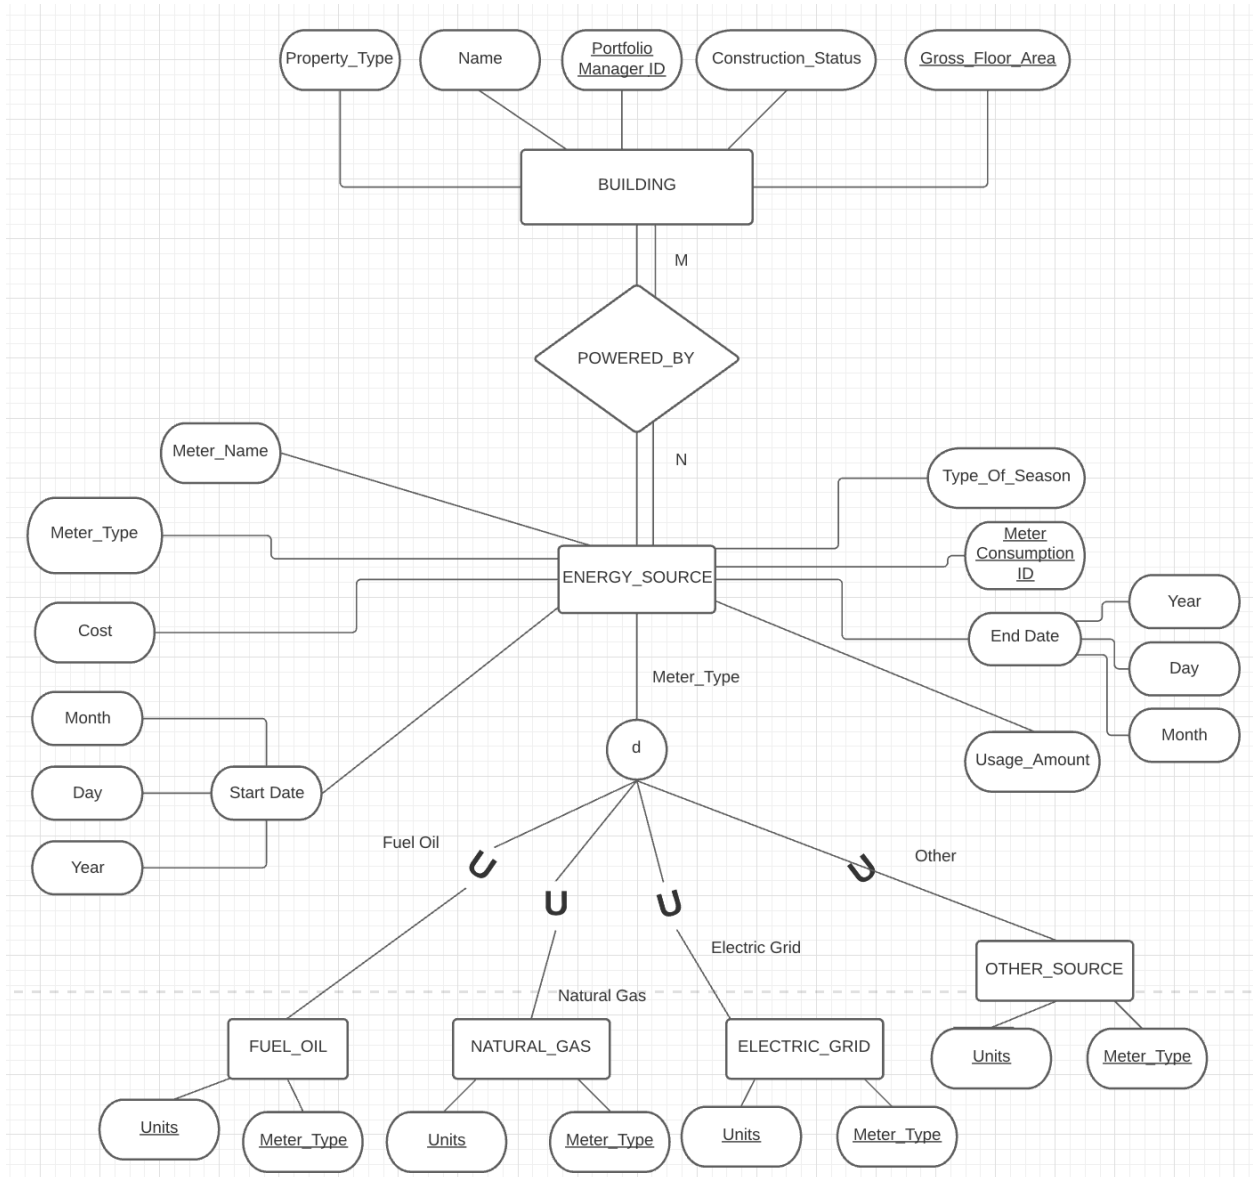 Property_Type
Name
Portfolio
Manager ID
Construction_Status
Gross_Floor_Area
BUILDING
M
POWERED_BY
N
Meter_Name
Type_Of_Season
Meter_Type
Meter
Consumption
ID
ENERGY_SOURCE
Cost
Year
End Date
Day
Month
Meter_Type
Month
d
Usage_Amount
Day
Start Date
Year
Fuel Oil
Other
U
U
U
U
Electric Grid
Natural Gas
OTHER_SOURCE
FUEL_OIL
NATURAL_GAS
ELECTRIC_GRID
Units
Meter_Type
Units
Meter_Type
Units
Meter_Type
Units
Meter_Type